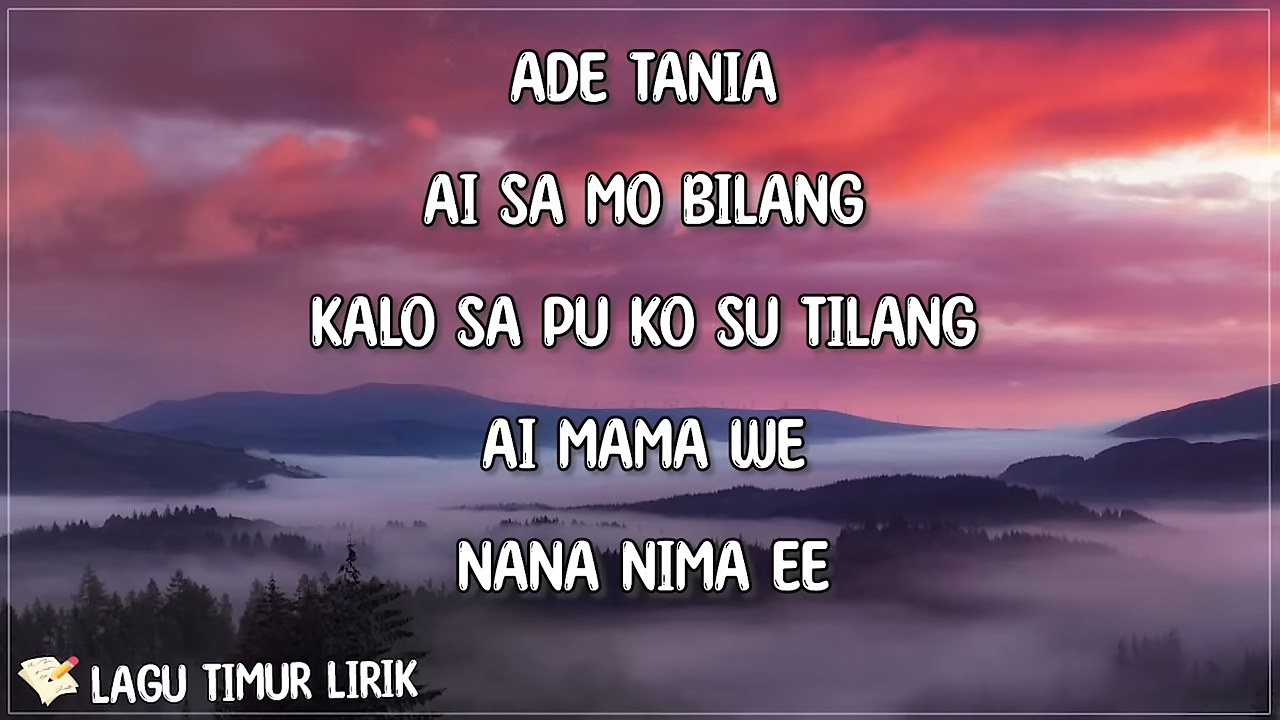 ADE TANIA
AI SA MO BILANG
KALO SA PU KO SU TILANG
AI MAMA WE
NANA NIMA EE
LAGU TIMUR LIRIK